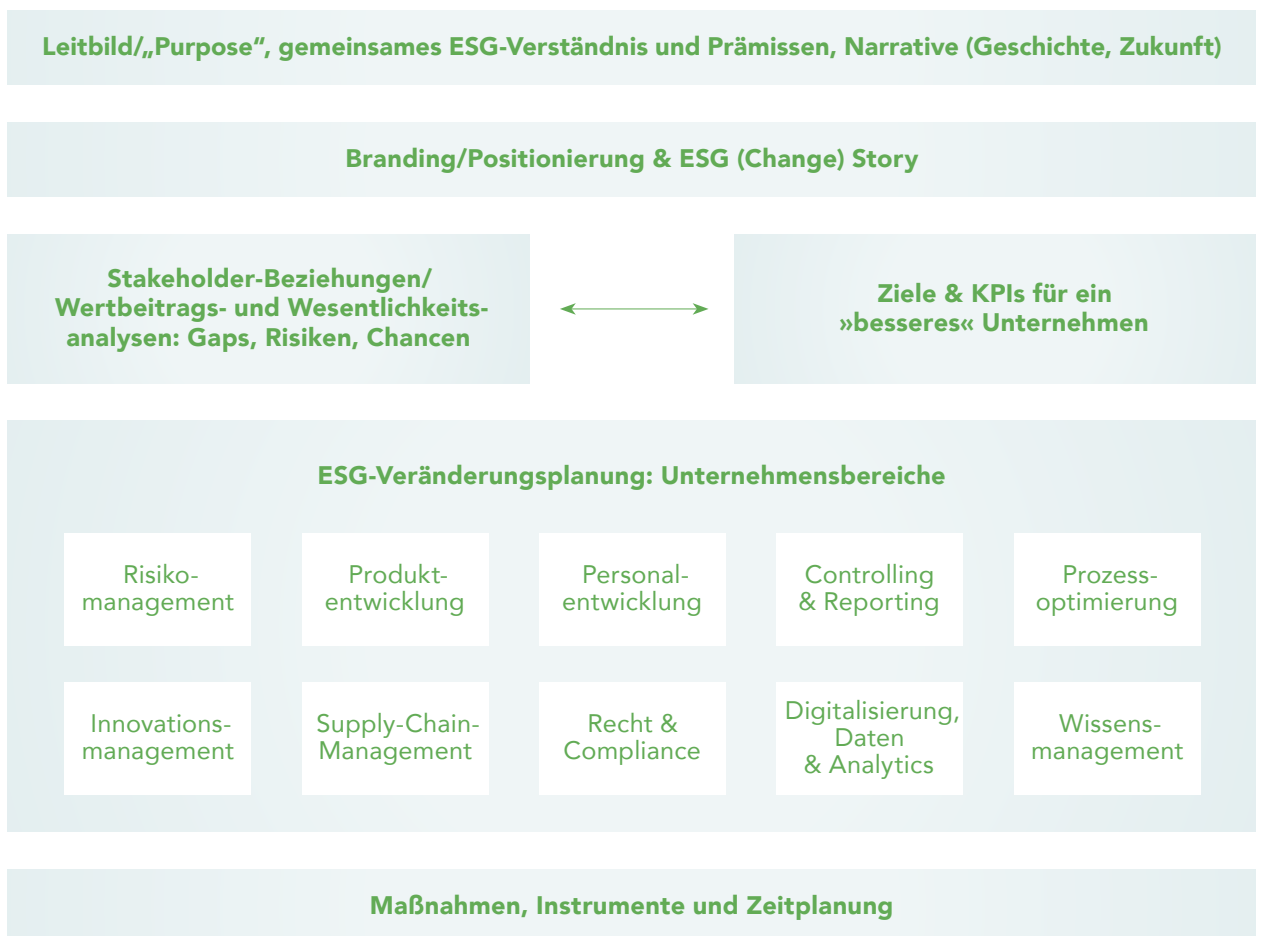 Leitbild/„Purpose“, gemeinsames ESG-Verständnis und Prämissen, Narrative (Geschichte, Zukunft)
Branding/Positionierung & ESG (Change) Story
Stakeholder-Beziehungen/
Wertbeitrags- und Wesentlichkeits-
analysen: Gaps, Risiken, Chancen
Ziele & KPIs für ein
»besseres« Unternehmen
ESG-Veränderungsplanung: Unternehmensbereiche
Risiko-
management
Produkt-
entwicklung
Personal-
entwicklung
Controlling
& Reporting
Prozess-
optimierung
Innovations-
management
Supply-Chain-
Management
Recht &
Compliance
Digitalisierung,
Daten
& Analytics
Wissens-
management
Maßnahmen, Instrumente und Zeitplanung